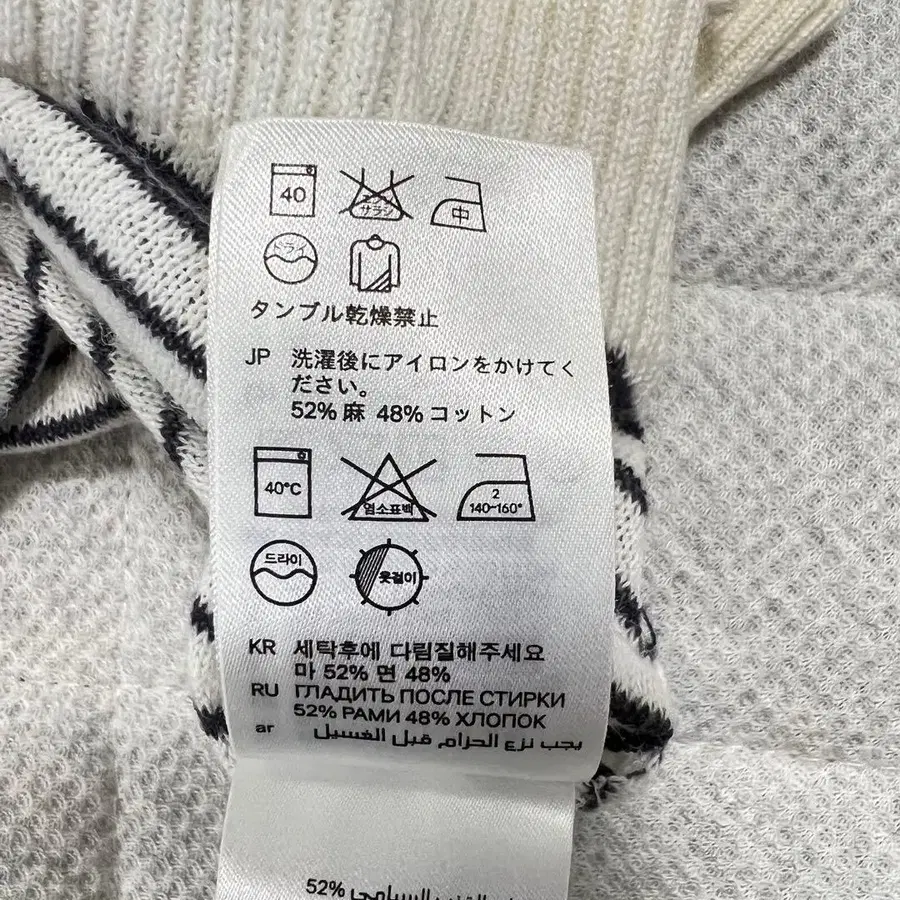 40
エンソ
サラシ
中
ドライ
タンブル乾燥禁止
JP 洗濯後にアイロンをかけてく
ださい。
52% 麻 48% コットン
40°C
염소표백
2
140~160°
드라이
옷걸이
KR 세탁후에 다림질해주세요
마 52% 면 48%
RU ГЛАДИТЬ ПОСЛЕ СТИРКИ
52% РАМИ 48% ХЛОПОК
ar يجب نزع الحزام قبل الغسيل
52%